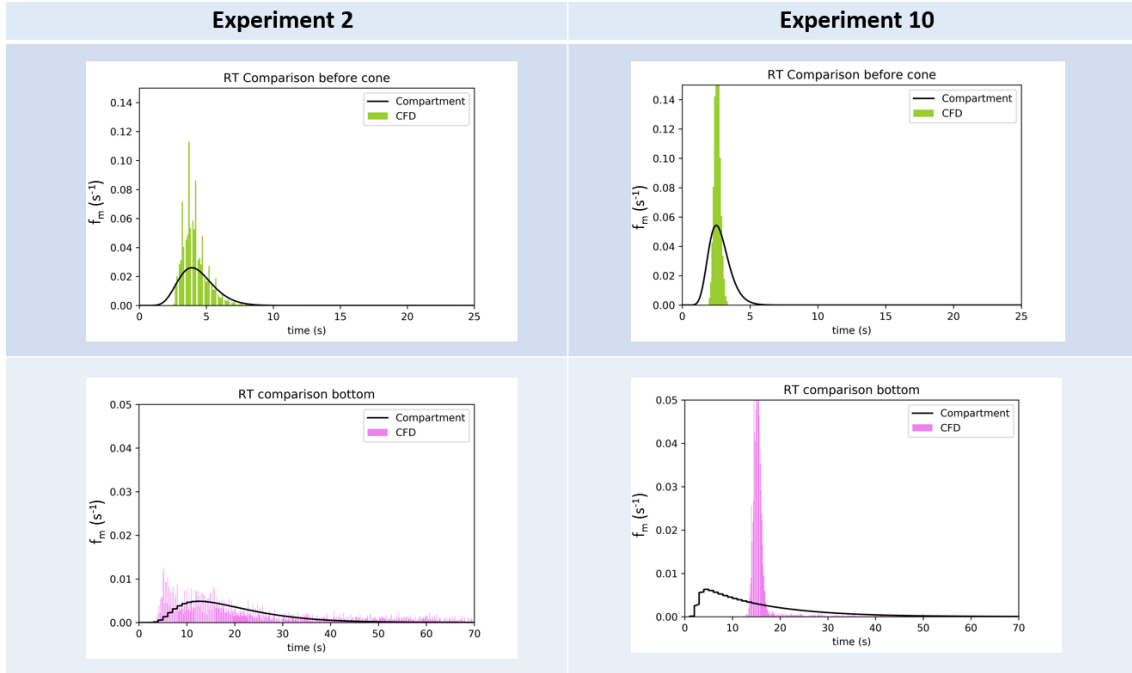 Experiment 2
Experiment 10
RT Comparison before cone
0.14
0.12
0.10
0.08
0.06
0.04
0.02
0.00
fm (s-1)
Compartment
CFD
0 5 10 15 20 25
time (s)
RT Comparison before cone
0.14
0.12
0.10
0.08
0.06
0.04
0.02
0.00
fm (s-1)
Compartment
CFD
0 5 10 15 20 25
time (s)
RT comparison bottom
0.05
0.04
0.03
0.02
0.01
0.00
fm (s-1)
Compartment
CFD
0 10 20 30 40 50 60 70
time (s)
RT comparison bottom
0.05
0.04
0.03
0.02
0.01
0.00
fm (s-1)
Compartment
CFD
0 10 20 30 40 50 60 70
time (s)